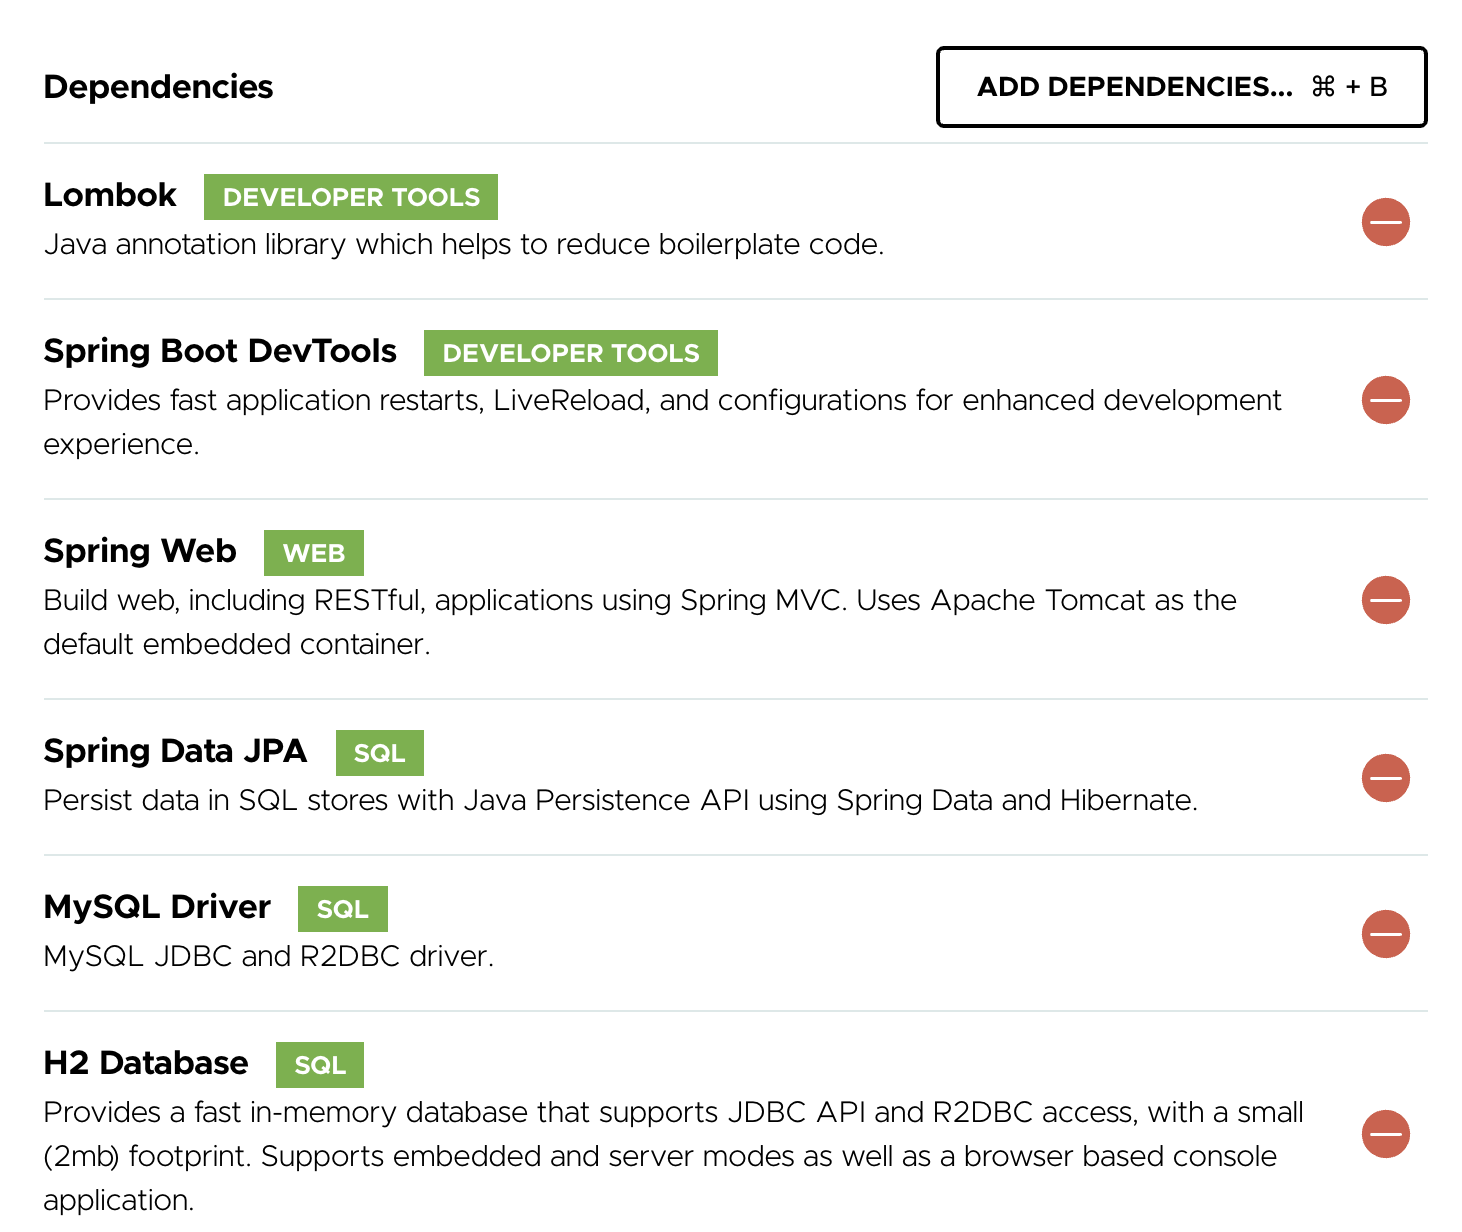 Dependencies
ADD DEPENDENCIES... ⌘ + B
Lombok DEVELOPER TOOLS
Java annotation library which helps to reduce boilerplate code.
Spring Boot DevTools DEVELOPER TOOLS
Provides fast application restarts, LiveReload, and configurations for enhanced development
experience.
Spring Web WEB
Build web, including RESTful, applications using Spring MVC. Uses Apache Tomcat as the
default embedded container.
Spring Data JPA SQL
Persist data in SQL stores with Java Persistence API using Spring Data and Hibernate.
MySQL Driver SQL
MySQL JDBC and R2DBC driver.
H2 Database SQL
Provides a fast in-memory database that supports JDBC API and R2DBC access, with a small
(2mb) footprint. Supports embedded and server modes as well as a browser based console
application.